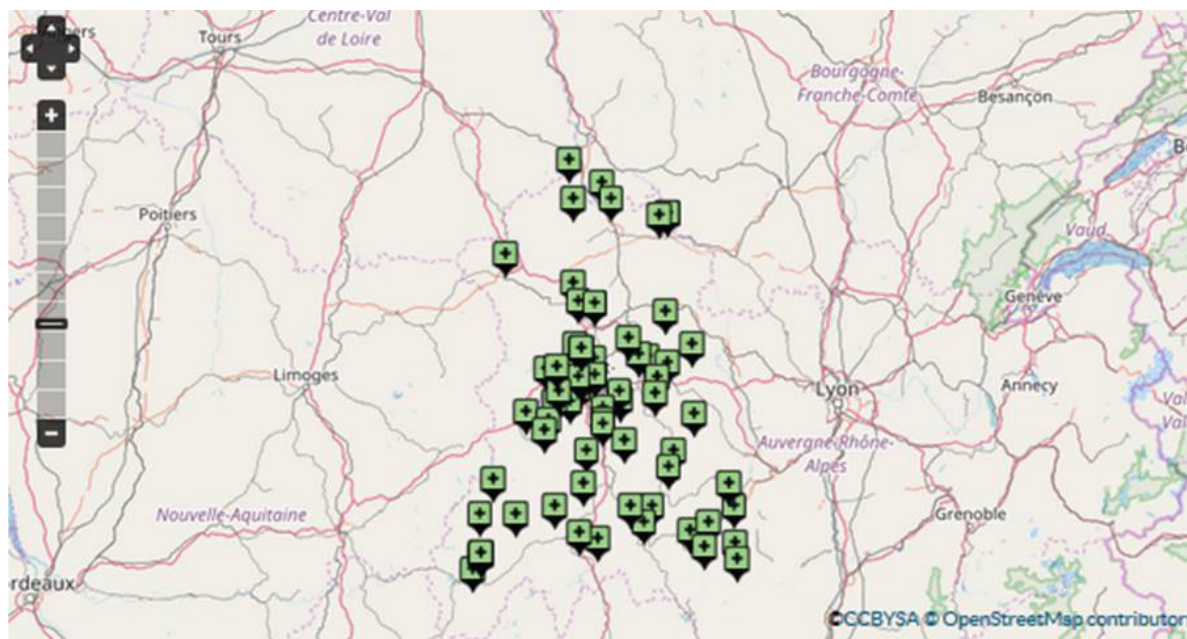 Centre-Val
de Loire
Tours
Bourgogne-
Franche-Comté
Besançon
Poitiers
Vaud
Genève
Limoges
Lyon
Annecy
Auvergne-Rhône-
Alpes
Nouvelle-Aquitaine
Grenoble
©CCBYSA © OpenStreetMap contributor